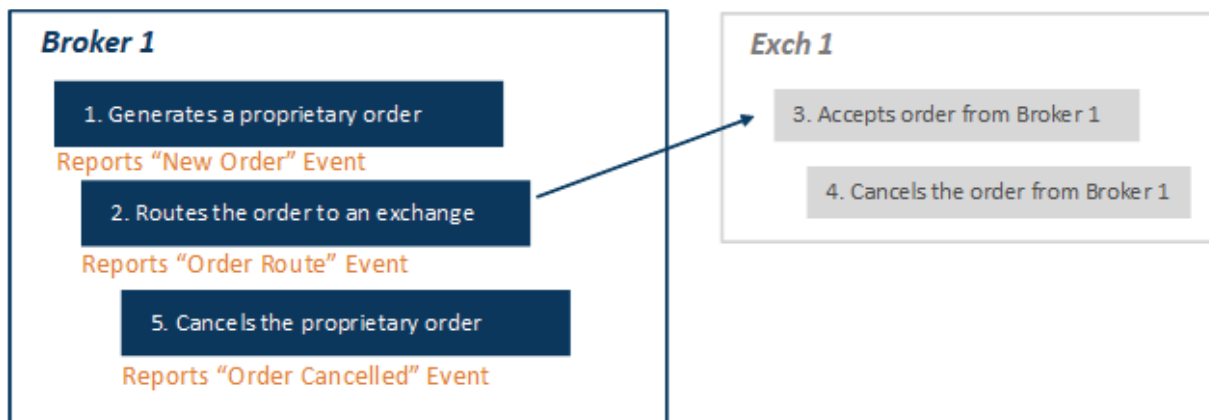 Broker 1
1. Generates a proprietary order
Reports “New Order” Event
2. Routes the order to an exchange
Reports “Order Route” Event
5. Cancels the proprietary order
Reports “Order Cancelled” Event
Exch 1
3. Accepts order from Broker 1
4. Cancels the order from Broker 1